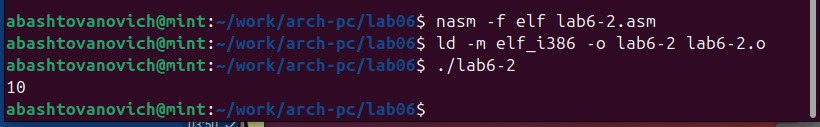 abashtovanovich@mint:~/work/arch-pc/lab06$ nasm -f elf lab6-2.asm
abashtovanovich@mint:~/work/arch-pc/lab06$ ld -m elf_i386 -o lab6-2 lab6-2.o
abashtovanovich@mint:~/work/arch-pc/lab06$ ./lab6-2
10
abashtovanovich@mint:~/work/arch-pc/lab06$